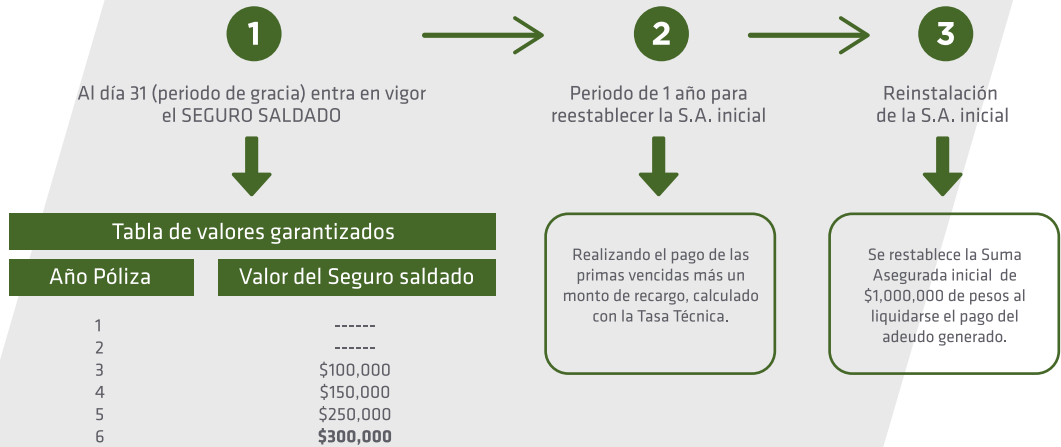 1
Al día 31 (periodo de gracia) entra en vigor
el SEGURO SALDADO
Tabla de valores garantizados
Año Póliza Valor del Seguro saldado
1 ------
2 ------
3 $100,000
4 $150,000
5 $250,000
6 $300,000
2
Periodo de 1 año para
reestablecer la S.A. inicial
Realizando el pago de las
primas vencidas más un
monto de recargo, calculado
con la Tasa Técnica.
3
Reinstalación
de la S.A. inicial
Se restablece la Suma
Asegurada inicial de
$1,000,000 de pesos al
liquidarse el pago del
adeudo generado.